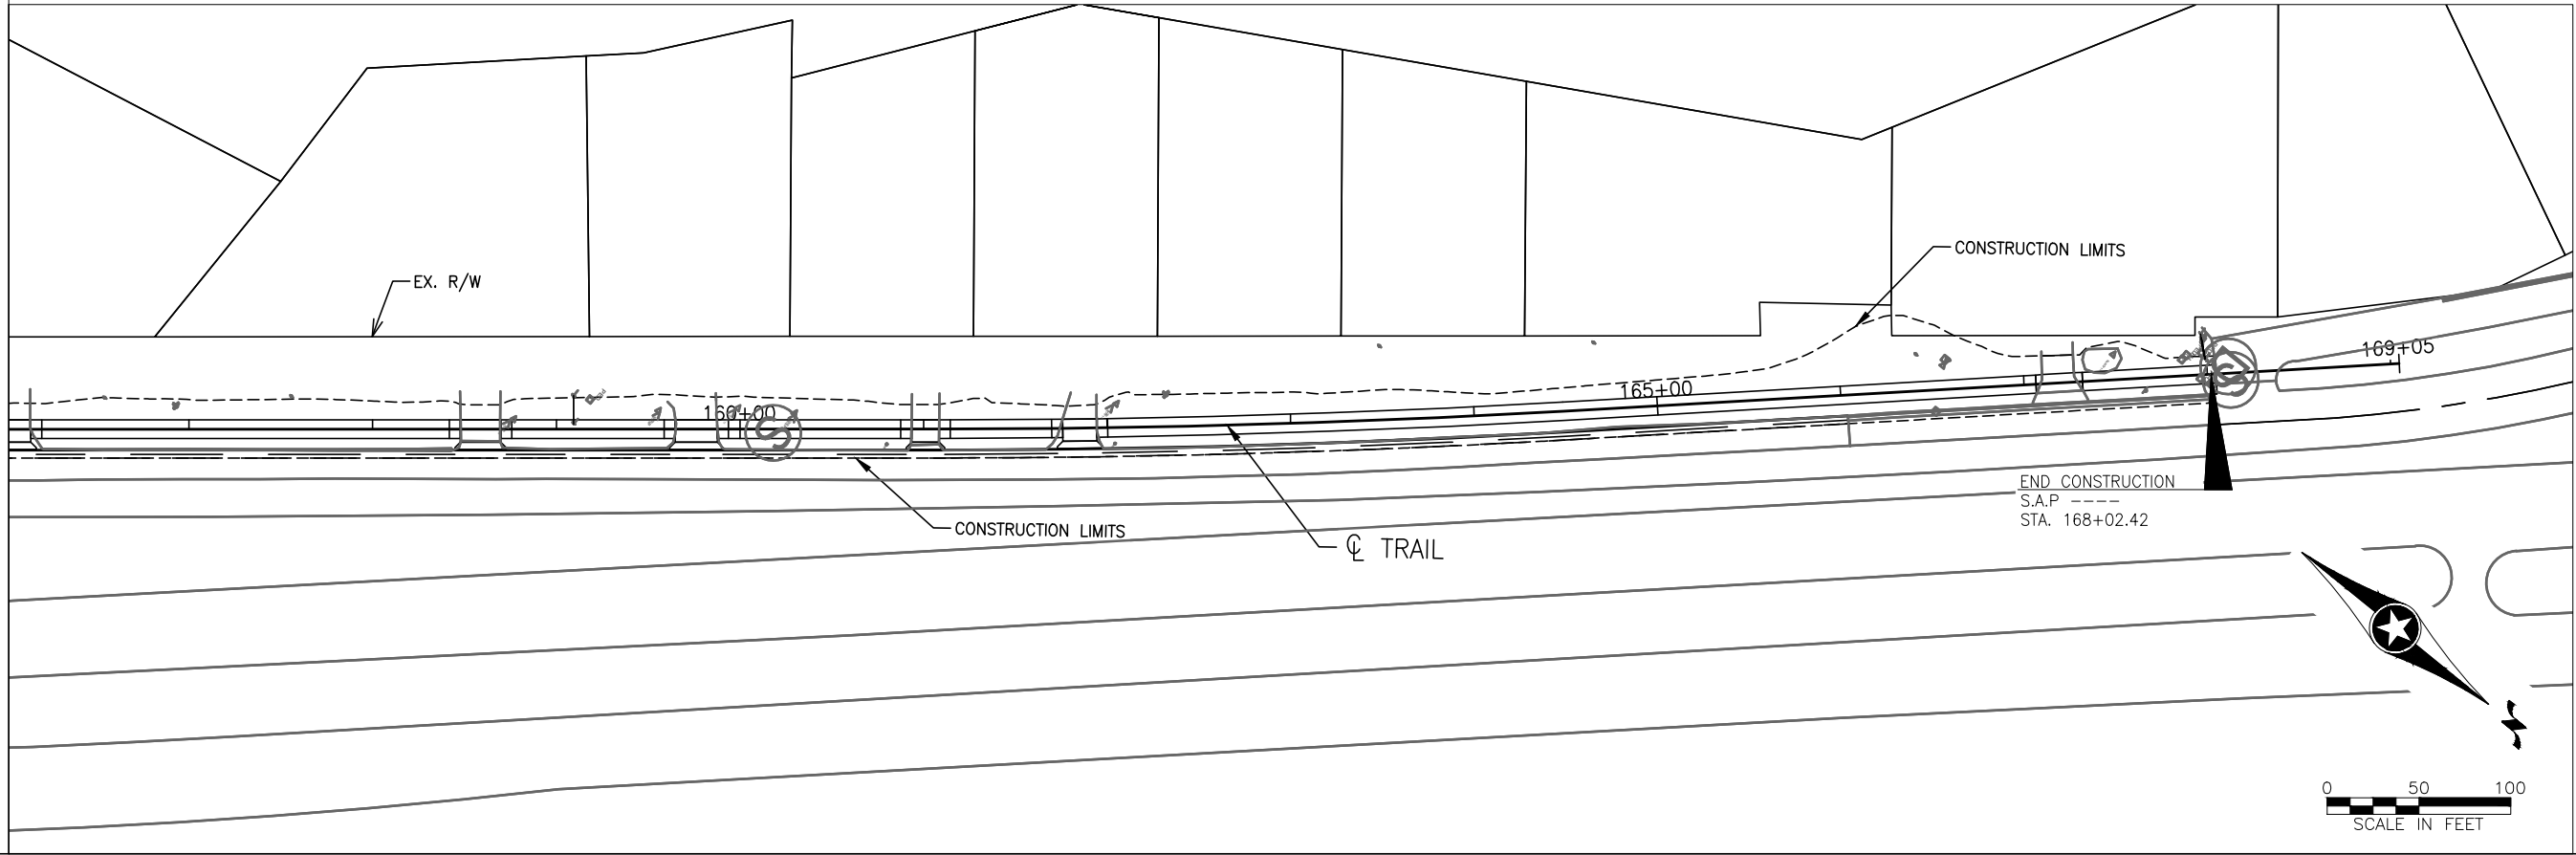 CONSTRUCTION LIMITS
EX. R/W
169+05
165+00
160+00
END CONSTRUCTION
S.A.P ----
STA. 168+02.42
CONSTRUCTION LIMITS
℄ TRAIL
N
0 50 100
SCALE IN FEET